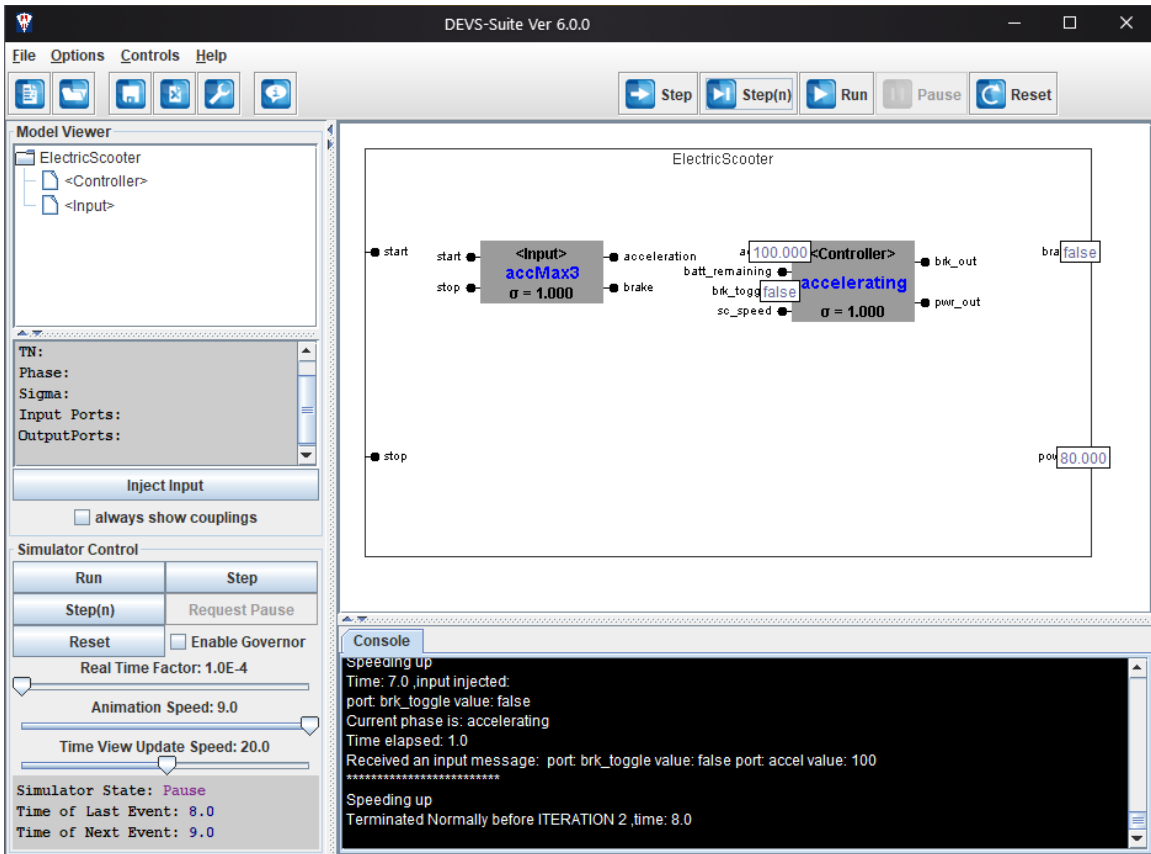 DEVS-Suite Ver 6.0.0
File Options Controls Help
Step Step(n) Run Pause Reset
Model Viewer
ElectricScooter
<Controller>
<Input>
TN:
Phase:
Sigma:
Input Ports:
OutputPorts:
Inject Input
always show couplings
Simulator Control
Run Step
Step(n) Request Pause
Reset Enable Governor
Real Time Factor: 1.0E-4
Animation Speed: 9.0
Time View Update Speed: 20.0
Simulator State: Pause
Time of Last Event: 8.0
Time of Next Event: 9.0
ElectricScooter
start
stop
start
stop
<Input>
accMax3
σ = 1.000
acceleration
brake
100.000
batt_remaining
brk_togg false
sc_speed
<Controller>
accelerating
σ = 1.000
brk_out
pwr_out
bra false
pow 80.000
Console
Speeding up
Time: 7.0 ,input injected:
port: brk_toggle value: false
Current phase is: accelerating
Time elapsed: 1.0
Received an input message: port: brk_toggle value: false port: accel value: 100
*************************
Speeding up
Terminated Normally before ITERATION 2 ,time: 8.0